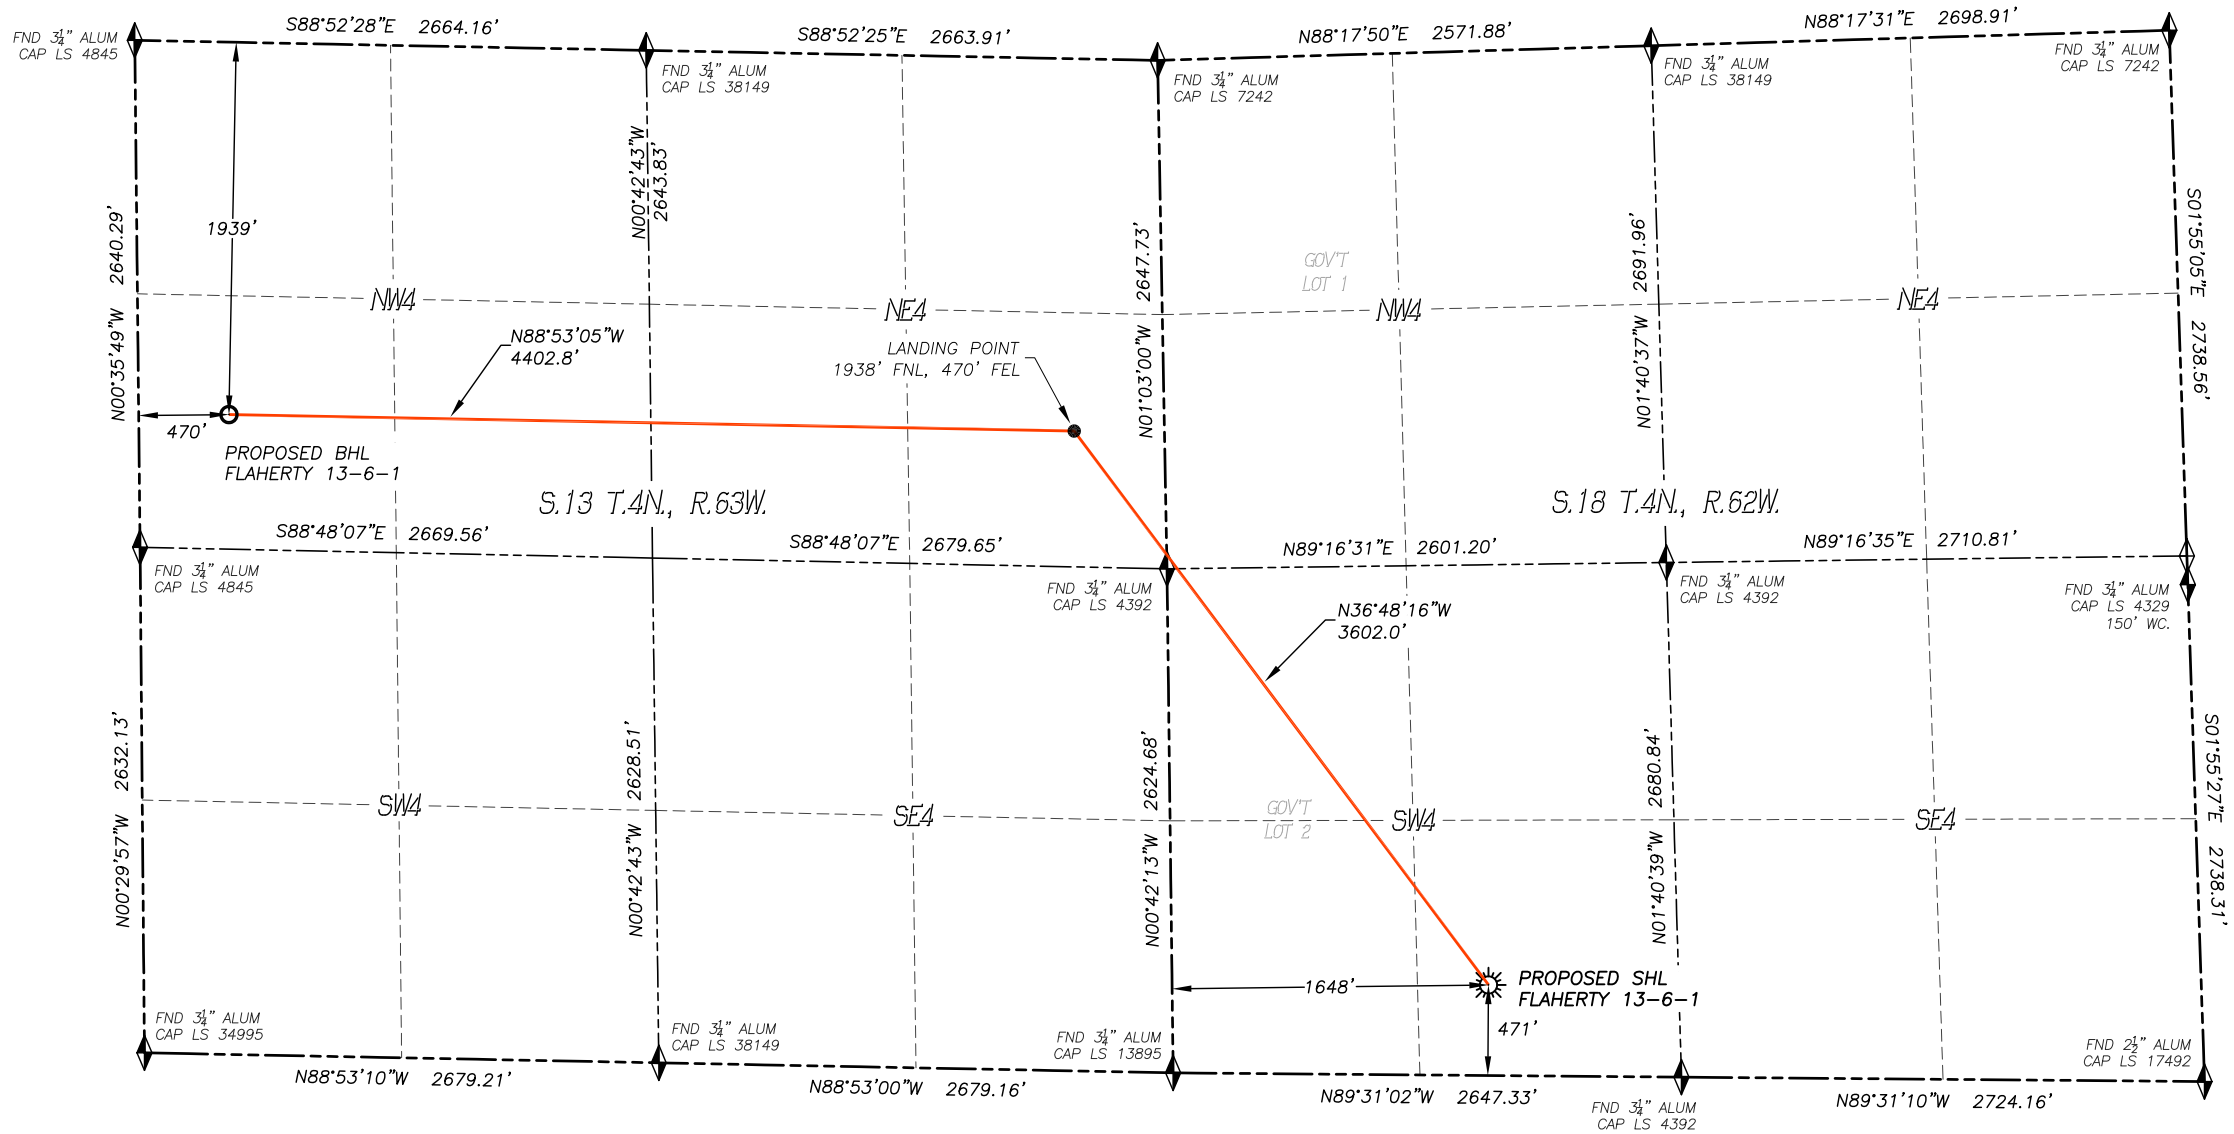 S88°52'28"E 2664.16'
S88°52'25"E 2663.91'
N88°17'50"E 2571.88'
N88°17'31"E 2698.91'
FND 3¼" ALUM
CAP LS 4845
FND 3¼" ALUM
CAP LS 38149
FND 3¼" ALUM
CAP LS 7242
FND 3¼" ALUM
CAP LS 38149
FND 3¼" ALUM
CAP LS 7242
N00°35'49"W 2640.29'
1939'
N00°42'43"W
2643.83'
N01°03'00"W 2647.73'
GOV'T
LOT 1
N01°40'37"W 2691.96'
S01°55'05"E 2738.56'
NW4
NE4
NW4
NE4
N88°53'05"W
4402.8'
LANDING POINT
1938' FNL, 470' FEL
470'
PROPOSED BHL
FLAHERTY 13-6-1
S.13 T.4N., R.63W.
S.18 T.4N., R.62W.
S88°48'07"E 2669.56'
S88°48'07"E 2679.65'
N89°16'31"E 2601.20'
N89°16'35"E 2710.81'
FND 3¼" ALUM
CAP LS 4845
FND 3¼" ALUM
CAP LS 4392
FND 3¼" ALUM
CAP LS 4392
FND 3¼" ALUM
CAP LS 4329
150' WC.
N36°48'16"W
3602.0'
N00°29'57"W 2632.13'
N00°42'43"W 2628.51'
N00°42'13"W 2624.68'
N01°40'39"W 2680.84'
S01°55'27"E 2738.31'
SW4
SE4
GOV'T
LOT 2
SW4
SE4
1648'
PROPOSED SHL
FLAHERTY 13-6-1
471'
FND 3¼" ALUM
CAP LS 34995
FND 3¼" ALUM
CAP LS 38149
FND 3¼" ALUM
CAP LS 13895
FND 2½" ALUM
CAP LS 17492
N88°53'10"W 2679.21'
N88°53'00"W 2679.16'
N89°31'02"W 2647.33'
N89°31'10"W 2724.16'
FND 3¼" ALUM
CAP LS 4392